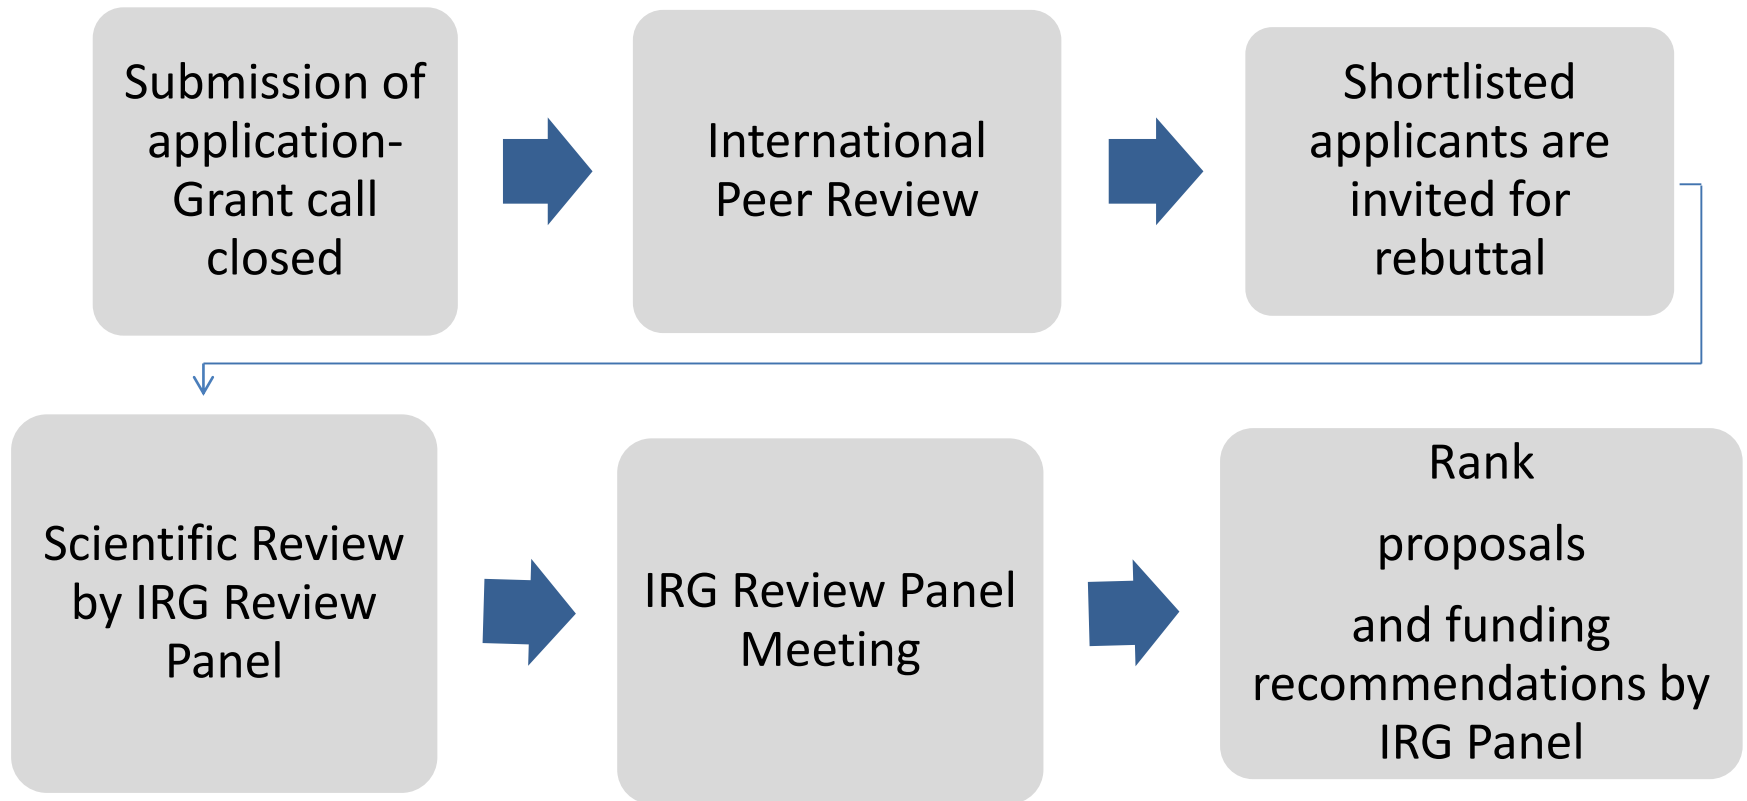 Submission of
application-
Grant call
closed
International
Peer Review
Shortlisted
applicants are
invited for
rebuttal
Scientific Review
by IRG Review
Panel
IRG Review Panel
Meeting
Rank
proposals
and funding
recommendations by
IRG Panel